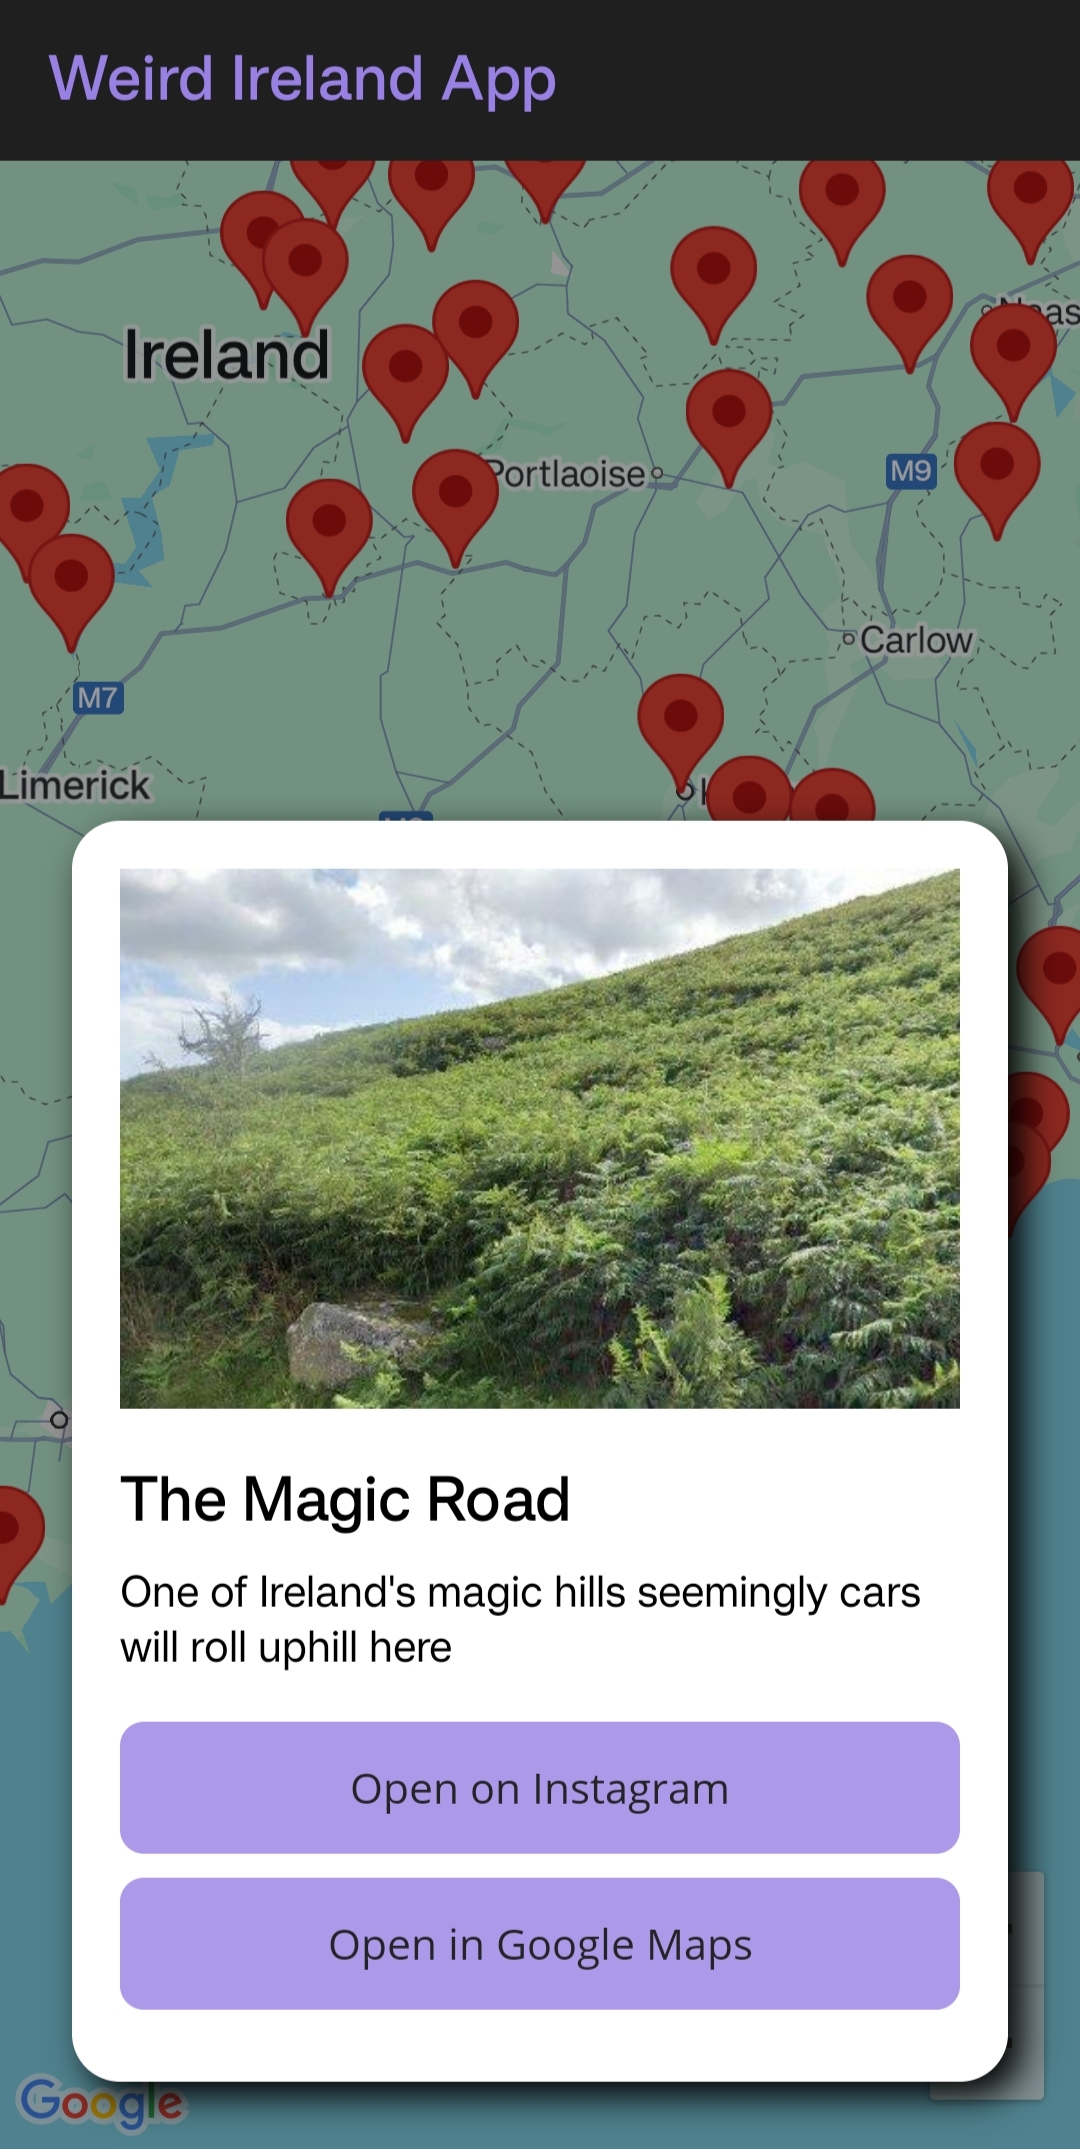 Weird Ireland App
Ireland
Portlaoise
M9
Carlow
M7
Limerick
The Magic Road
One of Ireland's magic hills seemingly cars
will roll uphill here
Open on Instagram
Open in Google Maps
Google